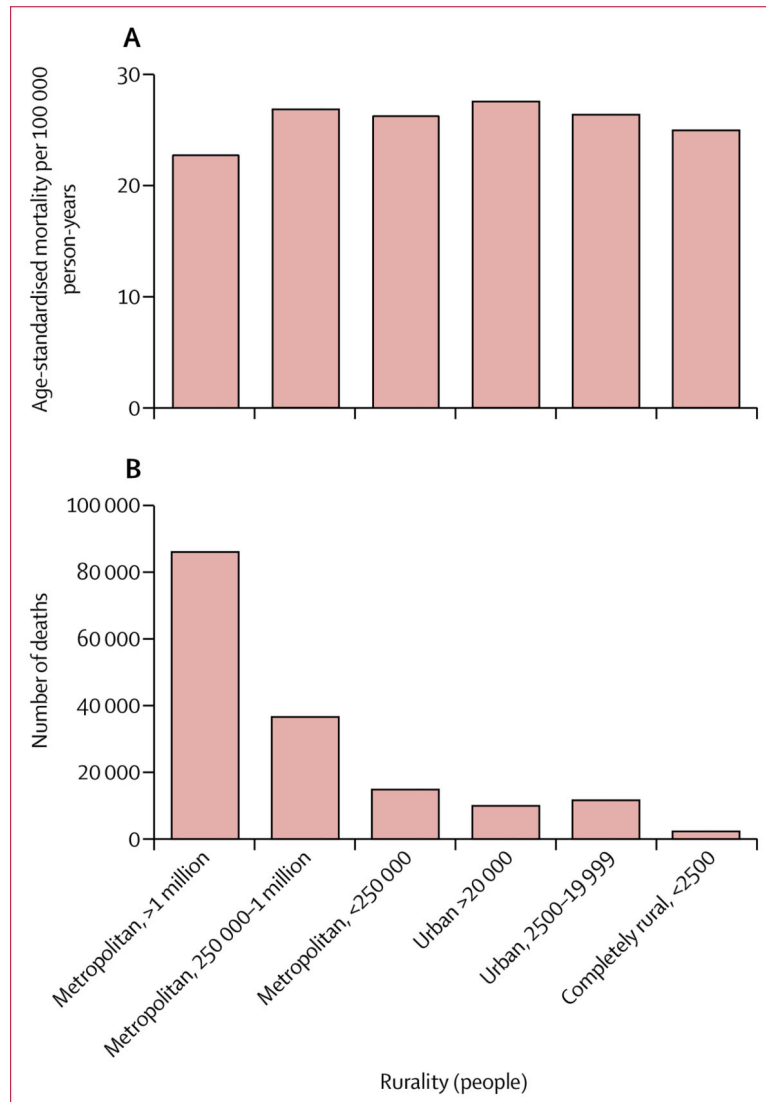 A
Age-standardised mortality per 100 000
person-years
30
20
10
0
B
Number of deaths
100 000
80 000
60 000
40 000
20 000
0
Metropolitan, >1 million
Metropolitan, 250 000–1 million
Metropolitan, <250 000
Urban >20 000
Urban, 2500–19 999
Completely rural, <2500
Rurality (people)